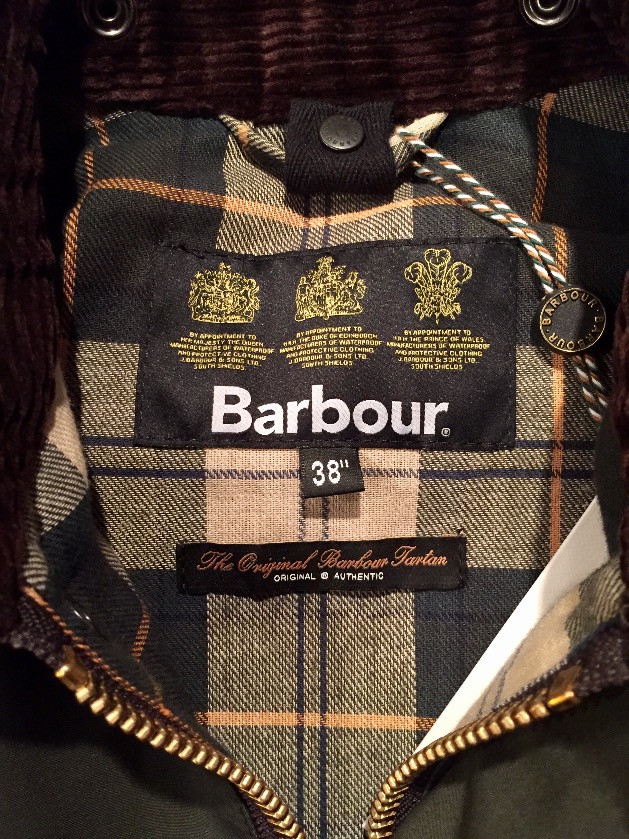 BY APPOINTMENT TO
HER MAJESTY THE QUEEN
MANUFACTURERS OF WATERPROOF
AND PROTECTIVE CLOTHING
J. BARBOUR & SONS LTD.
SOUTH SHIELDS
BY APPOINTMENT TO
H.R.H. THE DUKE OF EDINBURGH
MANUFACTURERS OF WATERPROOF
AND PROTECTIVE CLOTHING
J. BARBOUR & SONS LTD.
SOUTH SHIELDS
BY APPOINTMENT TO
H.R.H. THE PRINCE OF WALES
MANUFACTURERS OF WATERPROOF
AND PROTECTIVE CLOTHING
J. BARBOUR & SONS LTD.
SOUTH SHIELDS
Barbour®
38"
The Original Barbour Tartan
ORIGINAL ® AUTHENTIC
BARBOUR
BARBOUR